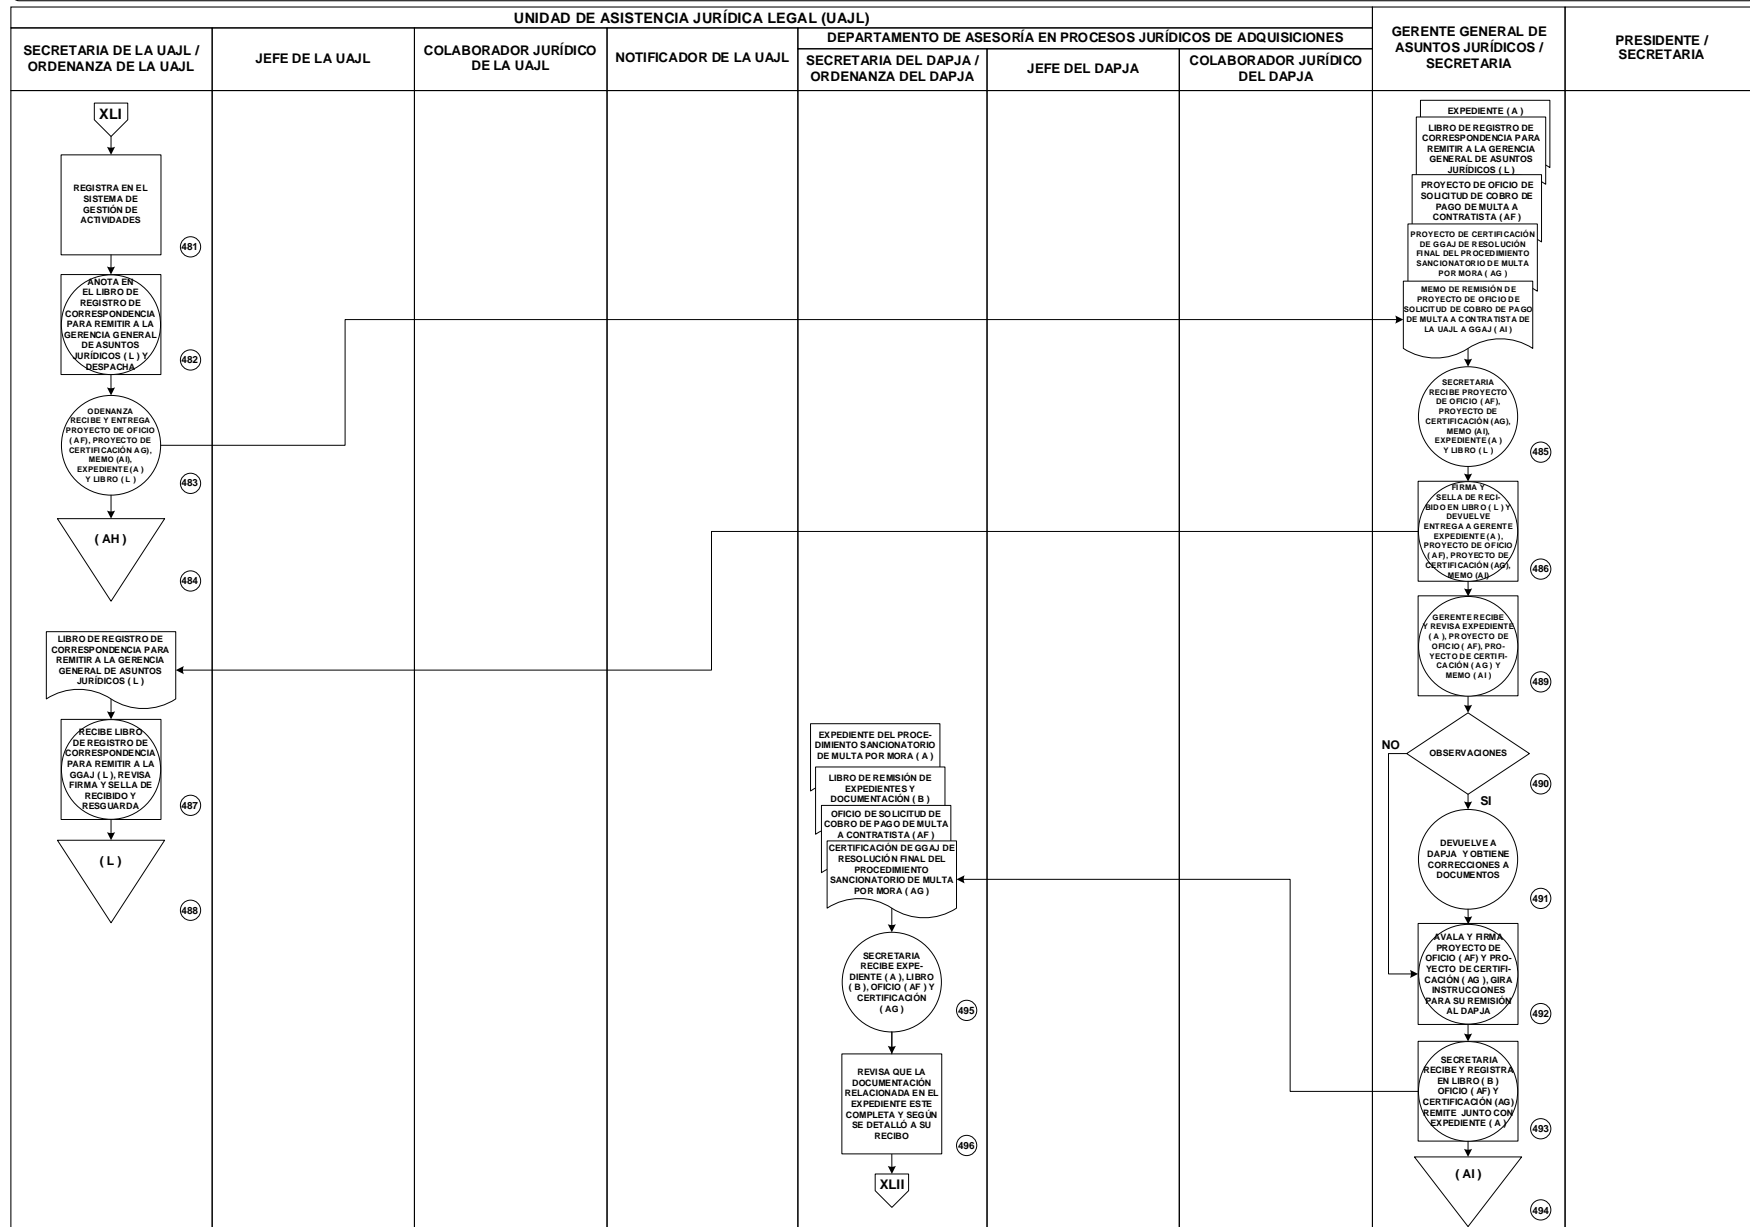 UNIDAD DE ASISTENCIA JURÍDICA LEGAL (UAJL)
SECRETARIA DE LA UAJL /
ORDENANZA DE LA UAJL
JEFE DE LA UAJL
COLABORADOR JURÍDICO
DE LA UAJL
NOTIFICADOR DE LA UAJL
DEPARTAMENTO DE ASESORÍA EN PROCESOS JURÍDICOS DE ADQUISICIONES
SECRETARIA DEL DAPJA /
ORDENANZA DEL DAPJA
JEFE DEL DAPJA
COLABORADOR JURÍDICO
DEL DAPJA
GERENTE GENERAL DE
ASUNTOS JURÍDICOS /
SECRETARIA
PRESIDENTE /
SECRETARIA
XLI
REGISTRA EN EL
SISTEMA DE
GESTIÓN DE
ACTIVIDADES
481
ANOTA EN
EL LIBRO DE
REGISTRO DE
CORRESPONDENCIA
PARA REMITIR A LA
GERENCIA GENERAL
DE ASUNTOS
JURÍDICOS ( L ) Y
DESPACHA
482
ODENANZA
RECIBE Y ENTREGA
PROYECTO DE OFICIO
( AF), PROYECTO DE
CERTIFICACIÓN AG),
MEMO (AI),
EXPEDIENTE ( A )
Y LIBRO ( L )
483
( AH )
484
LIBRO DE REGISTRO DE
CORRESPONDENCIA PARA
REMITIR A LA GERENCIA
GENERAL DE ASUNTOS
JURÍDICOS ( L )
RECIBE LIBRO
DE REGISTRO DE
CORRESPONDENCIA
PARA REMITIR A LA
GGAJ ( L ), REVISA
FIRMA Y SELLA DE
RECIBIDO Y
RESGUARDA
487
( L )
488
EXPEDIENTE DEL PROCE-
DIMIENTO SANCIONATORIO
DE MULTA POR MORA ( A )
LIBRO DE REMISIÓN DE
EXPEDIENTES Y
DOCUMENTACIÓN ( B )
OFICIO DE SOLICITUD DE
COBRO DE PAGO DE MULTA
A CONTRATISTA ( AF )
CERTIFICACIÓN DE GGAJ DE
RESOLUCIÓN FINAL DEL
PROCEDIMIENTO
SANCIONATORIO DE MULTA
POR MORA ( AG )
SECRETARIA
RECIBE EXPE-
DIENTE ( A ), LIBRO
( B ), OFICIO ( AF ) Y
CERTIFICACIÓN
( AG )
495
REVISA QUE LA
DOCUMENTACIÓN
RELACIONADA EN EL
EXPEDIENTE ESTE
COMPLETA Y SEGÚN
SE DETALLÓ A SU
RECIBO
496
XLII
EXPEDIENTE ( A )
LIBRO DE REGISTRO DE
CORRESPONDENCIA PARA
REMITIR A LA GERENCIA
GENERAL DE ASUNTOS
JURÍDICOS ( L )
PROYECTO DE OFICIO DE
SOLICITUD DE COBRO DE
PAGO DE MULTA A
CONTRATISTA ( AF )
PROYECTO DE CERTIFICACIÓN
DE GGAJ DE RESOLUCIÓN
FINAL DEL PROCEDIMIENTO
SANCIONATORIO DE MULTA
POR MORA ( AG )
MEMO DE REMISIÓN DE
PROYECTO DE OFICIO DE
SOLICITUD DE COBRO DE PAGO
DE MULTA A CONTRATISTA DE
LA UAJL A GGAJ ( AI )
SECRETARIA
RECIBE PROYECTO
DE OFICIO ( AF),
PROYECTO DE
CERTIFICACIÓN (AG),
MEMO (AI),
EXPEDIENTE ( A )
Y LIBRO ( L )
485
FIRMA Y
SELLA DE RECI-
BIDO EN LIBRO ( L ) Y
DEVUELVE
ENTREGA A GERENTE
EXPEDIENTE ( A ),
PROYECTO DE OFICIO
( AF), PROYECTO DE
CERTIFICACIÓN (AG),
MEMO (AI)
486
GERENTE RECIBE
Y REVISA EXPEDIENTE
( A ), PROYECTO DE
OFICIO ( AF), PRO-
YECTO DE CERTIFI-
CACIÓN ( AG ) Y
MEMO ( AI )
489
OBSERVACIONES
NO
490
SI
DEVUELVE A
DAPJA Y OBTIENE
CORRECCIONES A
DOCUMENTOS
491
AVALA Y FIRMA
PROYECTO DE
OFICIO ( AF) Y PRO-
YECTO DE CERTIFI-
CACIÓN ( AG ), GIRA
INSTRUCCIONES
PARA SU REMISIÓN
AL DAPJA
492
SECRETARIA
RECIBE Y REGISTRA
EN LIBRO ( B )
OFICIO ( AF) Y
CERTIFICACIÓN (AG)
REMITE JUNTO CON
EXPEDIENTE ( A )
493
( AI )
494